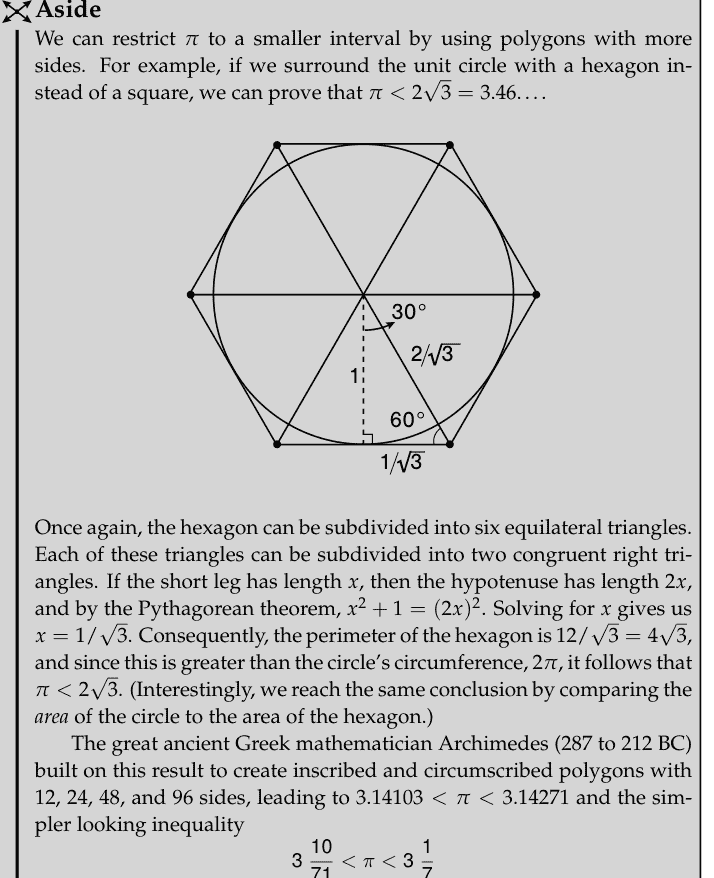 Aside
We can restrict π to a smaller interval by using polygons with more
sides. For example, if we surround the unit circle with a hexagon in-
stead of a square, we can prove that π < 2√3 = 3.46. . . .
30°
2/√3
1
60°
1/√3
Once again, the hexagon can be subdivided into six equilateral triangles.
Each of these triangles can be subdivided into two congruent right tri-
angles. If the short leg has length x, then the hypotenuse has length 2x,
and by the Pythagorean theorem, x² + 1 = (2x)². Solving for x gives us
x = 1/√3. Consequently, the perimeter of the hexagon is 12/√3 = 4√3,
and since this is greater than the circle's circumference, 2π, it follows that
π < 2√3. (Interestingly, we reach the same conclusion by comparing the
area of the circle to the area of the hexagon.)
The great ancient Greek mathematician Archimedes (287 to 212 BC)
built on this result to create inscribed and circumscribed polygons with
12, 24, 48, and 96 sides, leading to 3.14103 < π < 3.14271 and the sim-
pler looking inequality
3 10/71 < π < 3 1/7